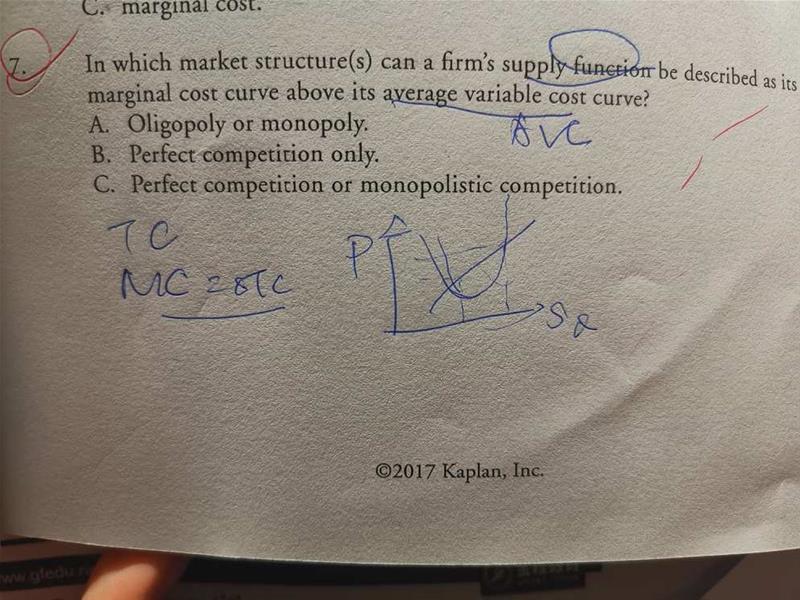 C. marginal cost.
7. In which market structure(s) can a firm's supply function be described as its
marginal cost curve above its average variable cost curve?
A. Oligopoly or monopoly.
AVC
B. Perfect competition only.
C. Perfect competition or monopolistic competition.
TC
P
MC = ΔTC
©2017 Kaplan, Inc.